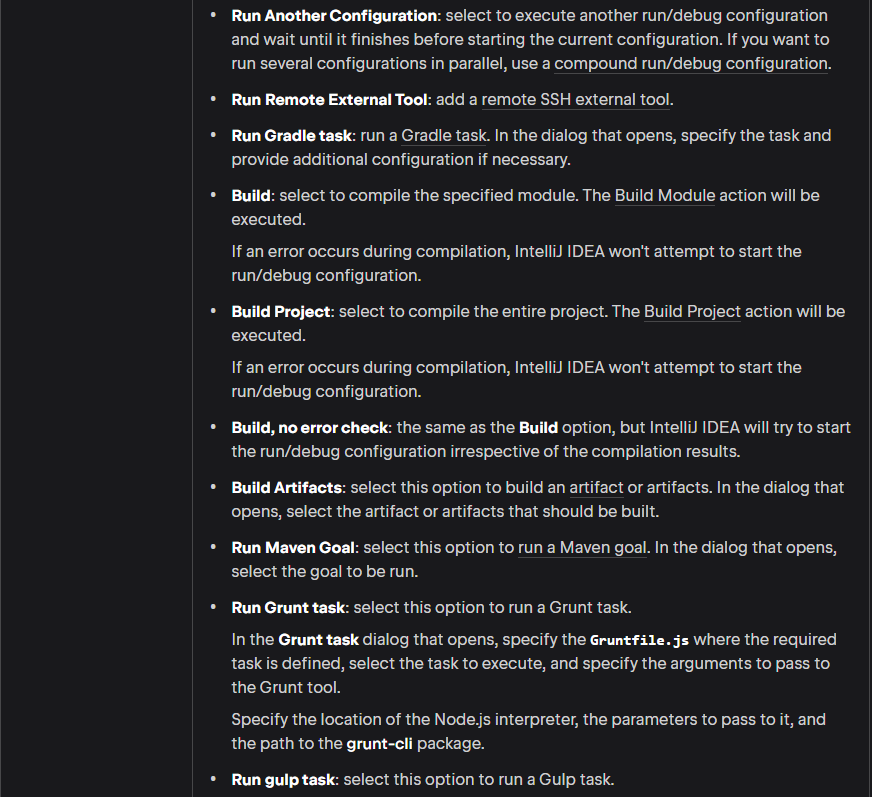 • Run Another Configuration: select to execute another run/debug configuration
and wait until it finishes before starting the current configuration. If you want to
run several configurations in parallel, use a compound run/debug configuration.
• Run Remote External Tool: add a remote SSH external tool.
• Run Gradle task: run a Gradle task. In the dialog that opens, specify the task and
provide additional configuration if necessary.
• Build: select to compile the specified module. The Build Module action will be
executed.
If an error occurs during compilation, IntelliJ IDEA won't attempt to start the
run/debug configuration.
• Build Project: select to compile the entire project. The Build Project action will be
executed.
If an error occurs during compilation, IntelliJ IDEA won't attempt to start the
run/debug configuration.
• Build, no error check: the same as the Build option, but IntelliJ IDEA will try to start
the run/debug configuration irrespective of the compilation results.
• Build Artifacts: select this option to build an artifact or artifacts. In the dialog that
opens, select the artifact or artifacts that should be built.
• Run Maven Goal: select this option to run a Maven goal. In the dialog that opens,
select the goal to be run.
• Run Grunt task: select this option to run a Grunt task.
In the Grunt task dialog that opens, specify the Gruntfile.js where the required
task is defined, select the task to execute, and specify the arguments to pass to
the Grunt tool.
Specify the location of the Node.js interpreter, the parameters to pass to it, and
the path to the grunt-cli package.
• Run gulp task: select this option to run a Gulp task.